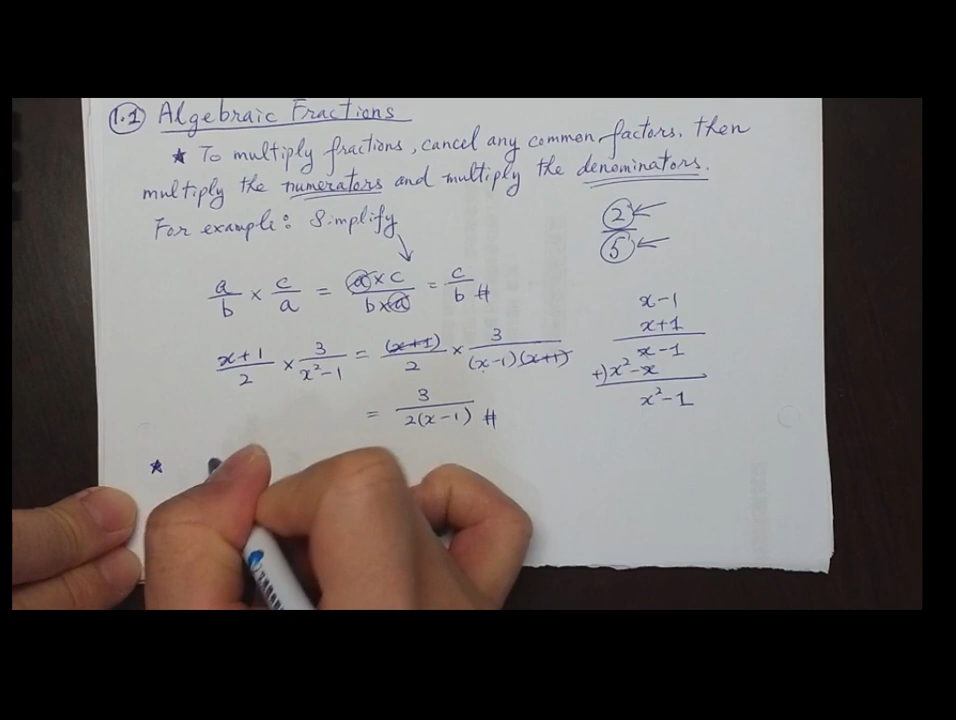 1.1 Algebraic Fractions
★ To multiply fractions, cancel any common factors. Then
multiply the numerators and multiply the denominators.
For example: Simplify
2/5
a/b × c/a = (a×c)/(b×a) = c/b #
(x+1)/2 × 3/(x²-1) = (x+1)/2 × 3/((x-1)(x+1))
= 3/(2(x-1)) #
x-1
x+1
x-1
+) x²-x
x²-1
★